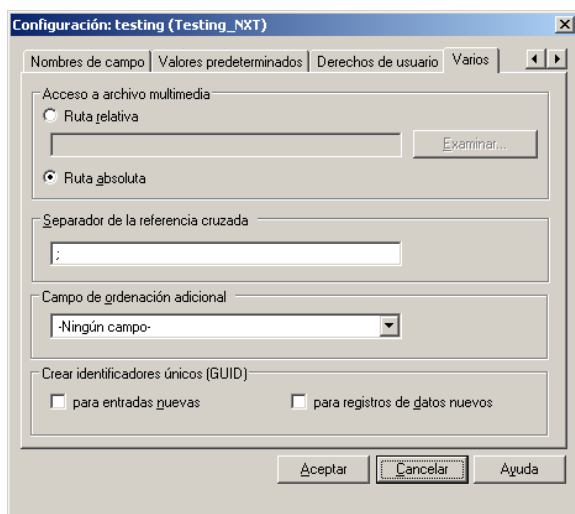 Configuración: testing (Testing_NXT)
Nombres de campo Valores predeterminados Derechos de usuario Varios
Acceso a archivo multimedia
Ruta relativa
Examinar...
Ruta absoluta
Separador de la referencia cruzada
;
Campo de ordenación adicional
-Ningún campo-
Crear identificadores únicos (GUID)
para entradas nuevas para registros de datos nuevos
Aceptar Cancelar Ayuda